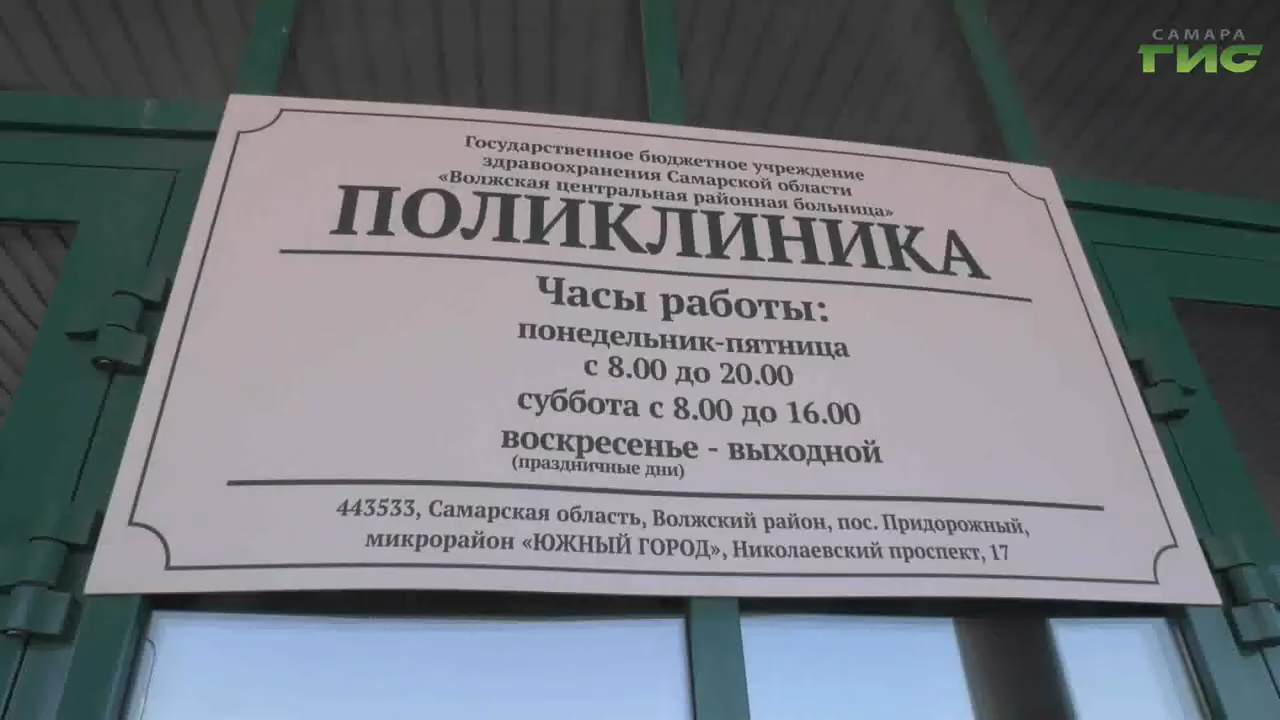 САМАРА
ГИС
Государственное бюджетное учреждение
здравоохранения Самарской области
«Волжская центральная районная больница»
ПОЛИКЛИНИКА
Часы работы:
понедельник-пятница
с 8.00 до 20.00
суббота с 8.00 до 16.00
воскресенье - выходной
(праздничные дни)
443533, Самарская область, Волжский район, пос. Придорожный,
микрорайон «ЮЖНЫЙ ГОРОД», Николаевский проспект, 17